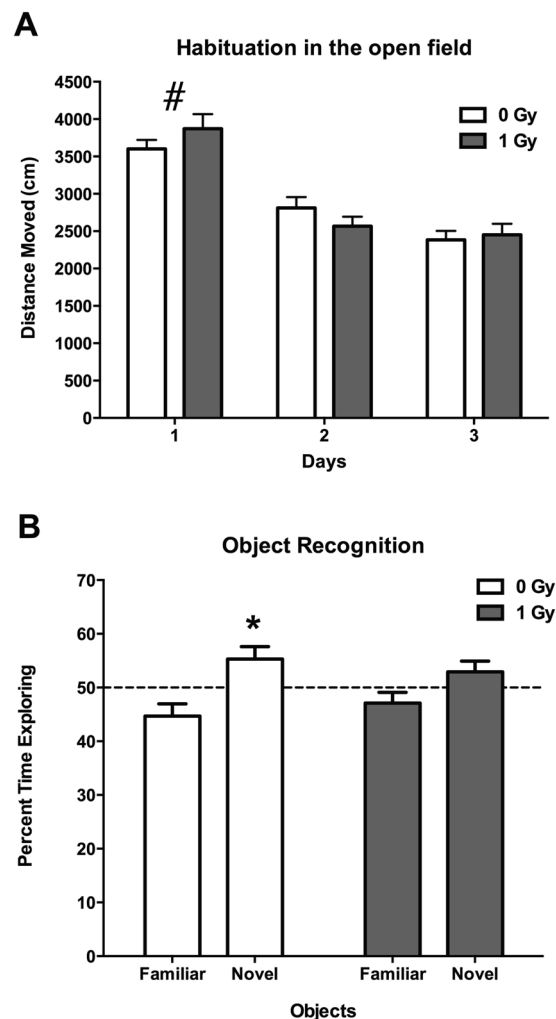 A
Habituation in the open field
Distance Moved (cm)
4500
4000
3500
3000
2500
2000
1500
1000
500
0
#
0 Gy
1 Gy
1 2 3
Days
B
Object Recognition
Percent Time Exploring
70
60
50
40
30
20
10
0
*
0 Gy
1 Gy
Familiar Novel Familiar Novel
Objects